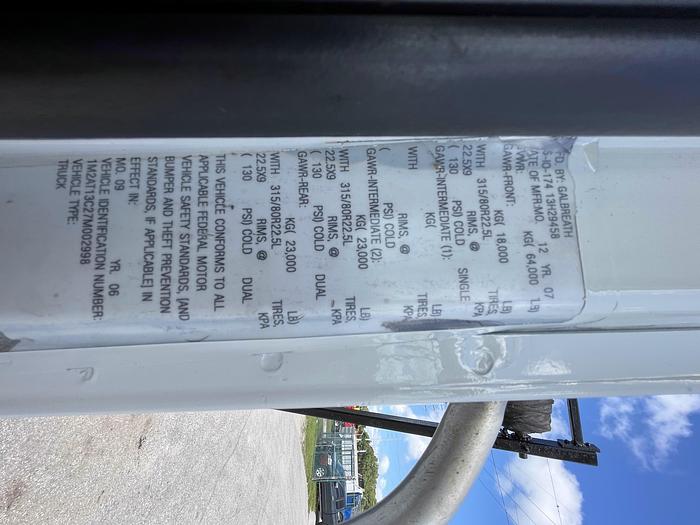 FD. BY: GALBREATH
5-IO-174 13H29458
ATE OF MFR:MO. 12 YR. 07
GVWR: KG( 64,000 LB)
GAWR-FRONT:
KG( 18,000 LB)
WITH 315/80R22.5L TIRES,
22.5X9 RIMS, @ KPA
( 130 PSI) COLD SINGLE
GAWR-INTERMEDIATE (1):
KG( LB)
WITH TIRES,
RIMS, @ KPA
( PSI) COLD
GAWR-INTERMEDIATE (2):
KG( 23,000 LB)
WITH 315/80R22.5L TIRES,
22.5X9 RIMS, @ KPA
( 130 PSI) COLD DUAL
GAWR-REAR:
KG( 23,000 LB)
WITH 315/80R22.5L TIRES,
22.5X9 RIMS, @ KPA
( 130 PSI) COLD DUAL
THIS VEHICLE CONFORMS TO ALL
APPLICABLE FEDERAL MOTOR
VEHICLE SAFETY STANDARDS, [AND
BUMPER AND THEFT PREVENTION
STANDARDS, IF APPLICABLE] IN
EFFECT IN:
MO. 09 YR. 06
VEHICLE IDENTIFICATION NUMBER:
1M2AT13C27M002998
VEHICLE TYPE:
TRUCK